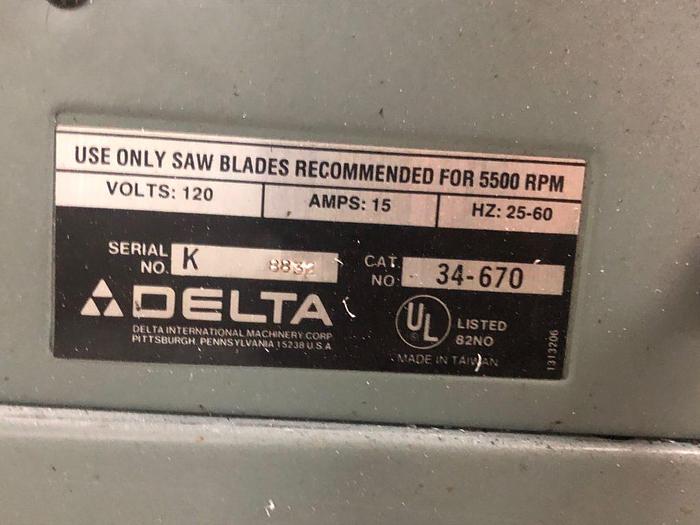 USE ONLY SAW BLADES RECOMMENDED FOR 5500 RPM
VOLTS: 120 AMPS: 15 HZ: 25-60
SERIAL NO. K 8832
CAT. NO. 34-670
DELTA
DELTA INTERNATIONAL MACHINERY CORP.
PITTSBURGH, PENNSYLVANIA 15238 U.S.A.
UL LISTED
82NO
MADE IN TAIWAN
1313206